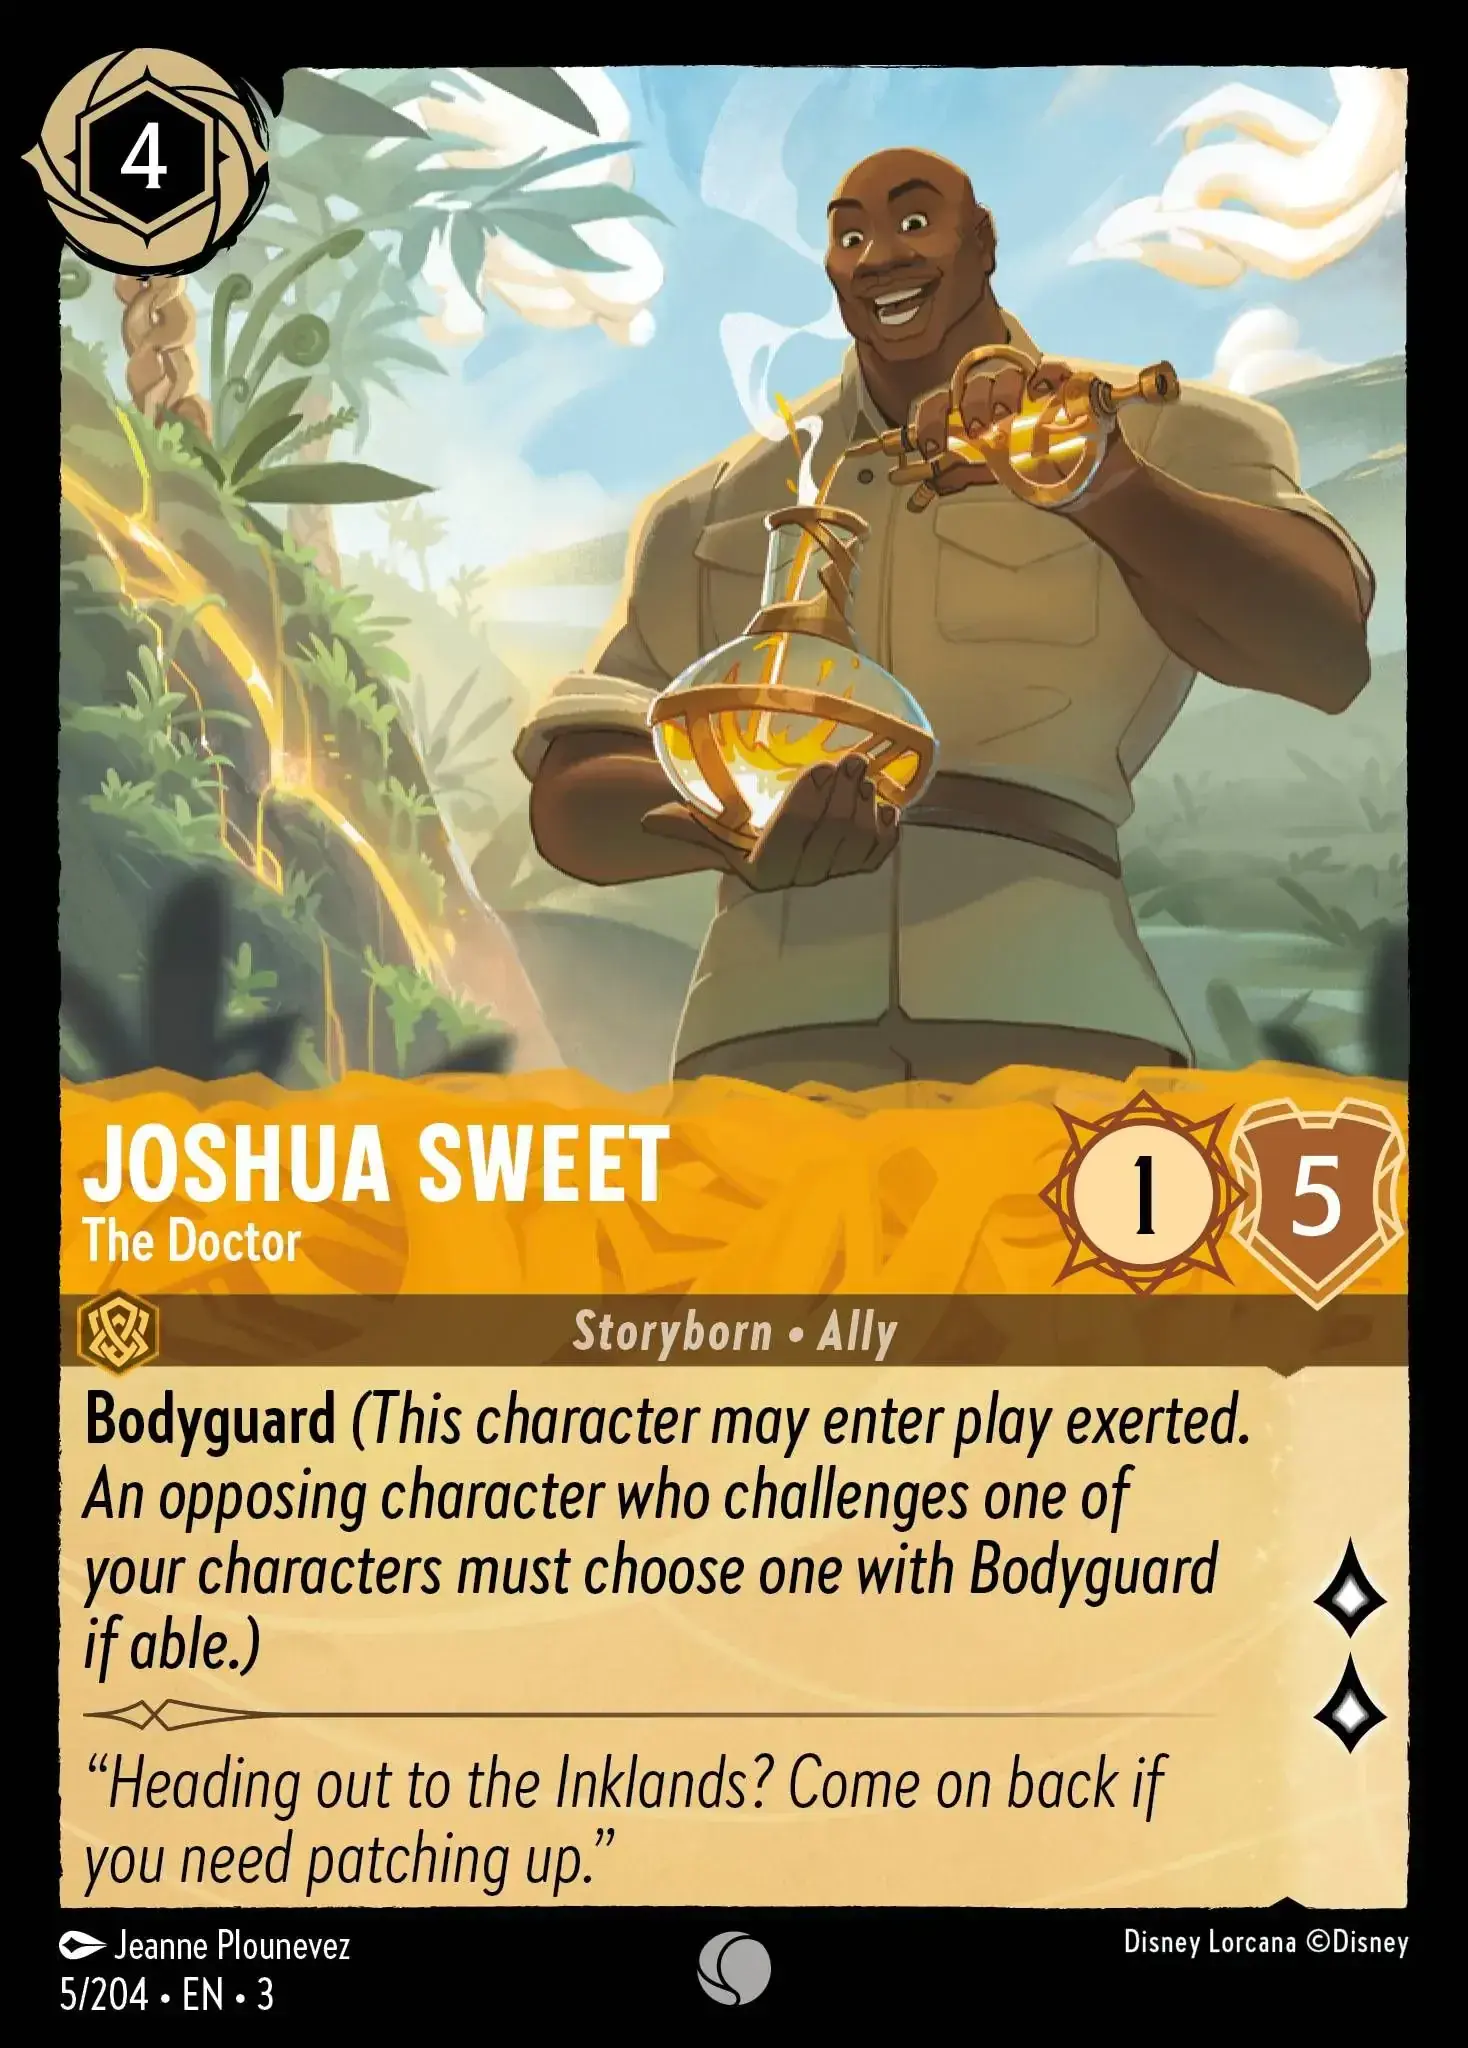 4
JOSHUA SWEET
The Doctor
1
5
Storyborn • Ally
Bodyguard (This character may enter play exerted.
An opposing character who challenges one of
your characters must choose one with Bodyguard
if able.)
“Heading out to the Inklands? Come on back if
you need patching up.”
Jeanne Plounevez
Disney Lorcana ©Disney
5/204 • EN • 3